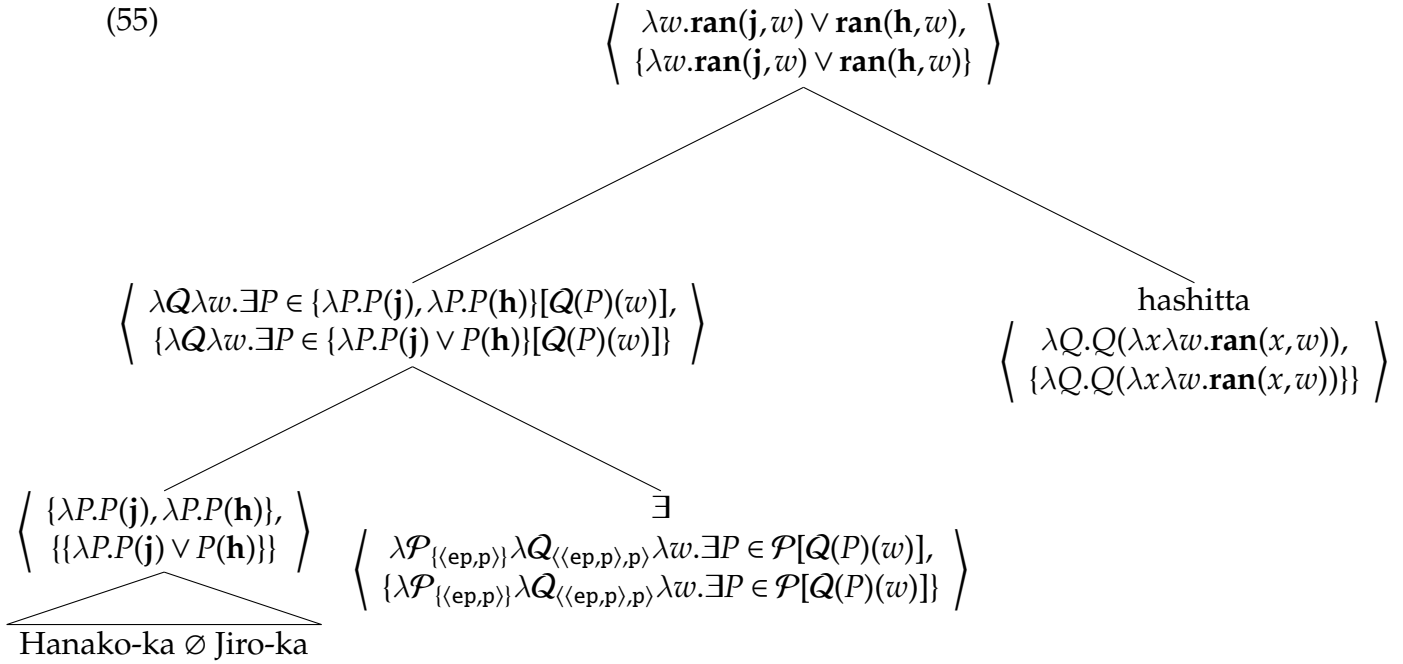 (55)
⟨ λw.ran(j, w) ∨ ran(h, w),
{λw.ran(j, w) ∨ ran(h, w)} ⟩
⟨ λ𝓠λw.∃P ∈ {λP.P(j), λP.P(h)}[𝓠(P)(w)],
{λ𝓠λw.∃P ∈ {λP.P(j) ∨ P(h)}[𝓠(P)(w)]} ⟩
hashitta
⟨ λQ.Q(λxλw.ran(x, w)),
{λQ.Q(λxλw.ran(x, w))}} ⟩
⟨ {λP.P(j), λP.P(h)},
{{λP.P(j) ∨ P(h)}} ⟩
∃
⟨ λ𝓟{⟨ep,p⟩}λ𝓠⟨⟨ep,p⟩,p⟩λw.∃P ∈ 𝓟[𝓠(P)(w)],
{λ𝓟{⟨ep,p⟩}λ𝓠⟨⟨ep,p⟩,p⟩λw.∃P ∈ 𝓟[𝓠(P)(w)]} ⟩
Hanako-ka ∅ Jiro-ka